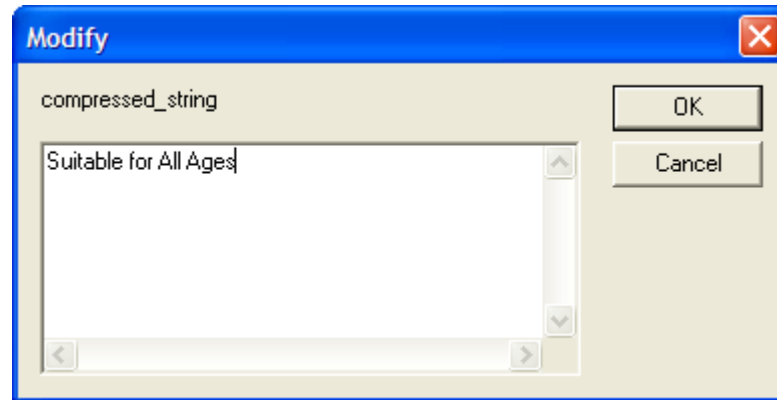 Modify
compressed_string
OK
Suitable for All Ages
Cancel